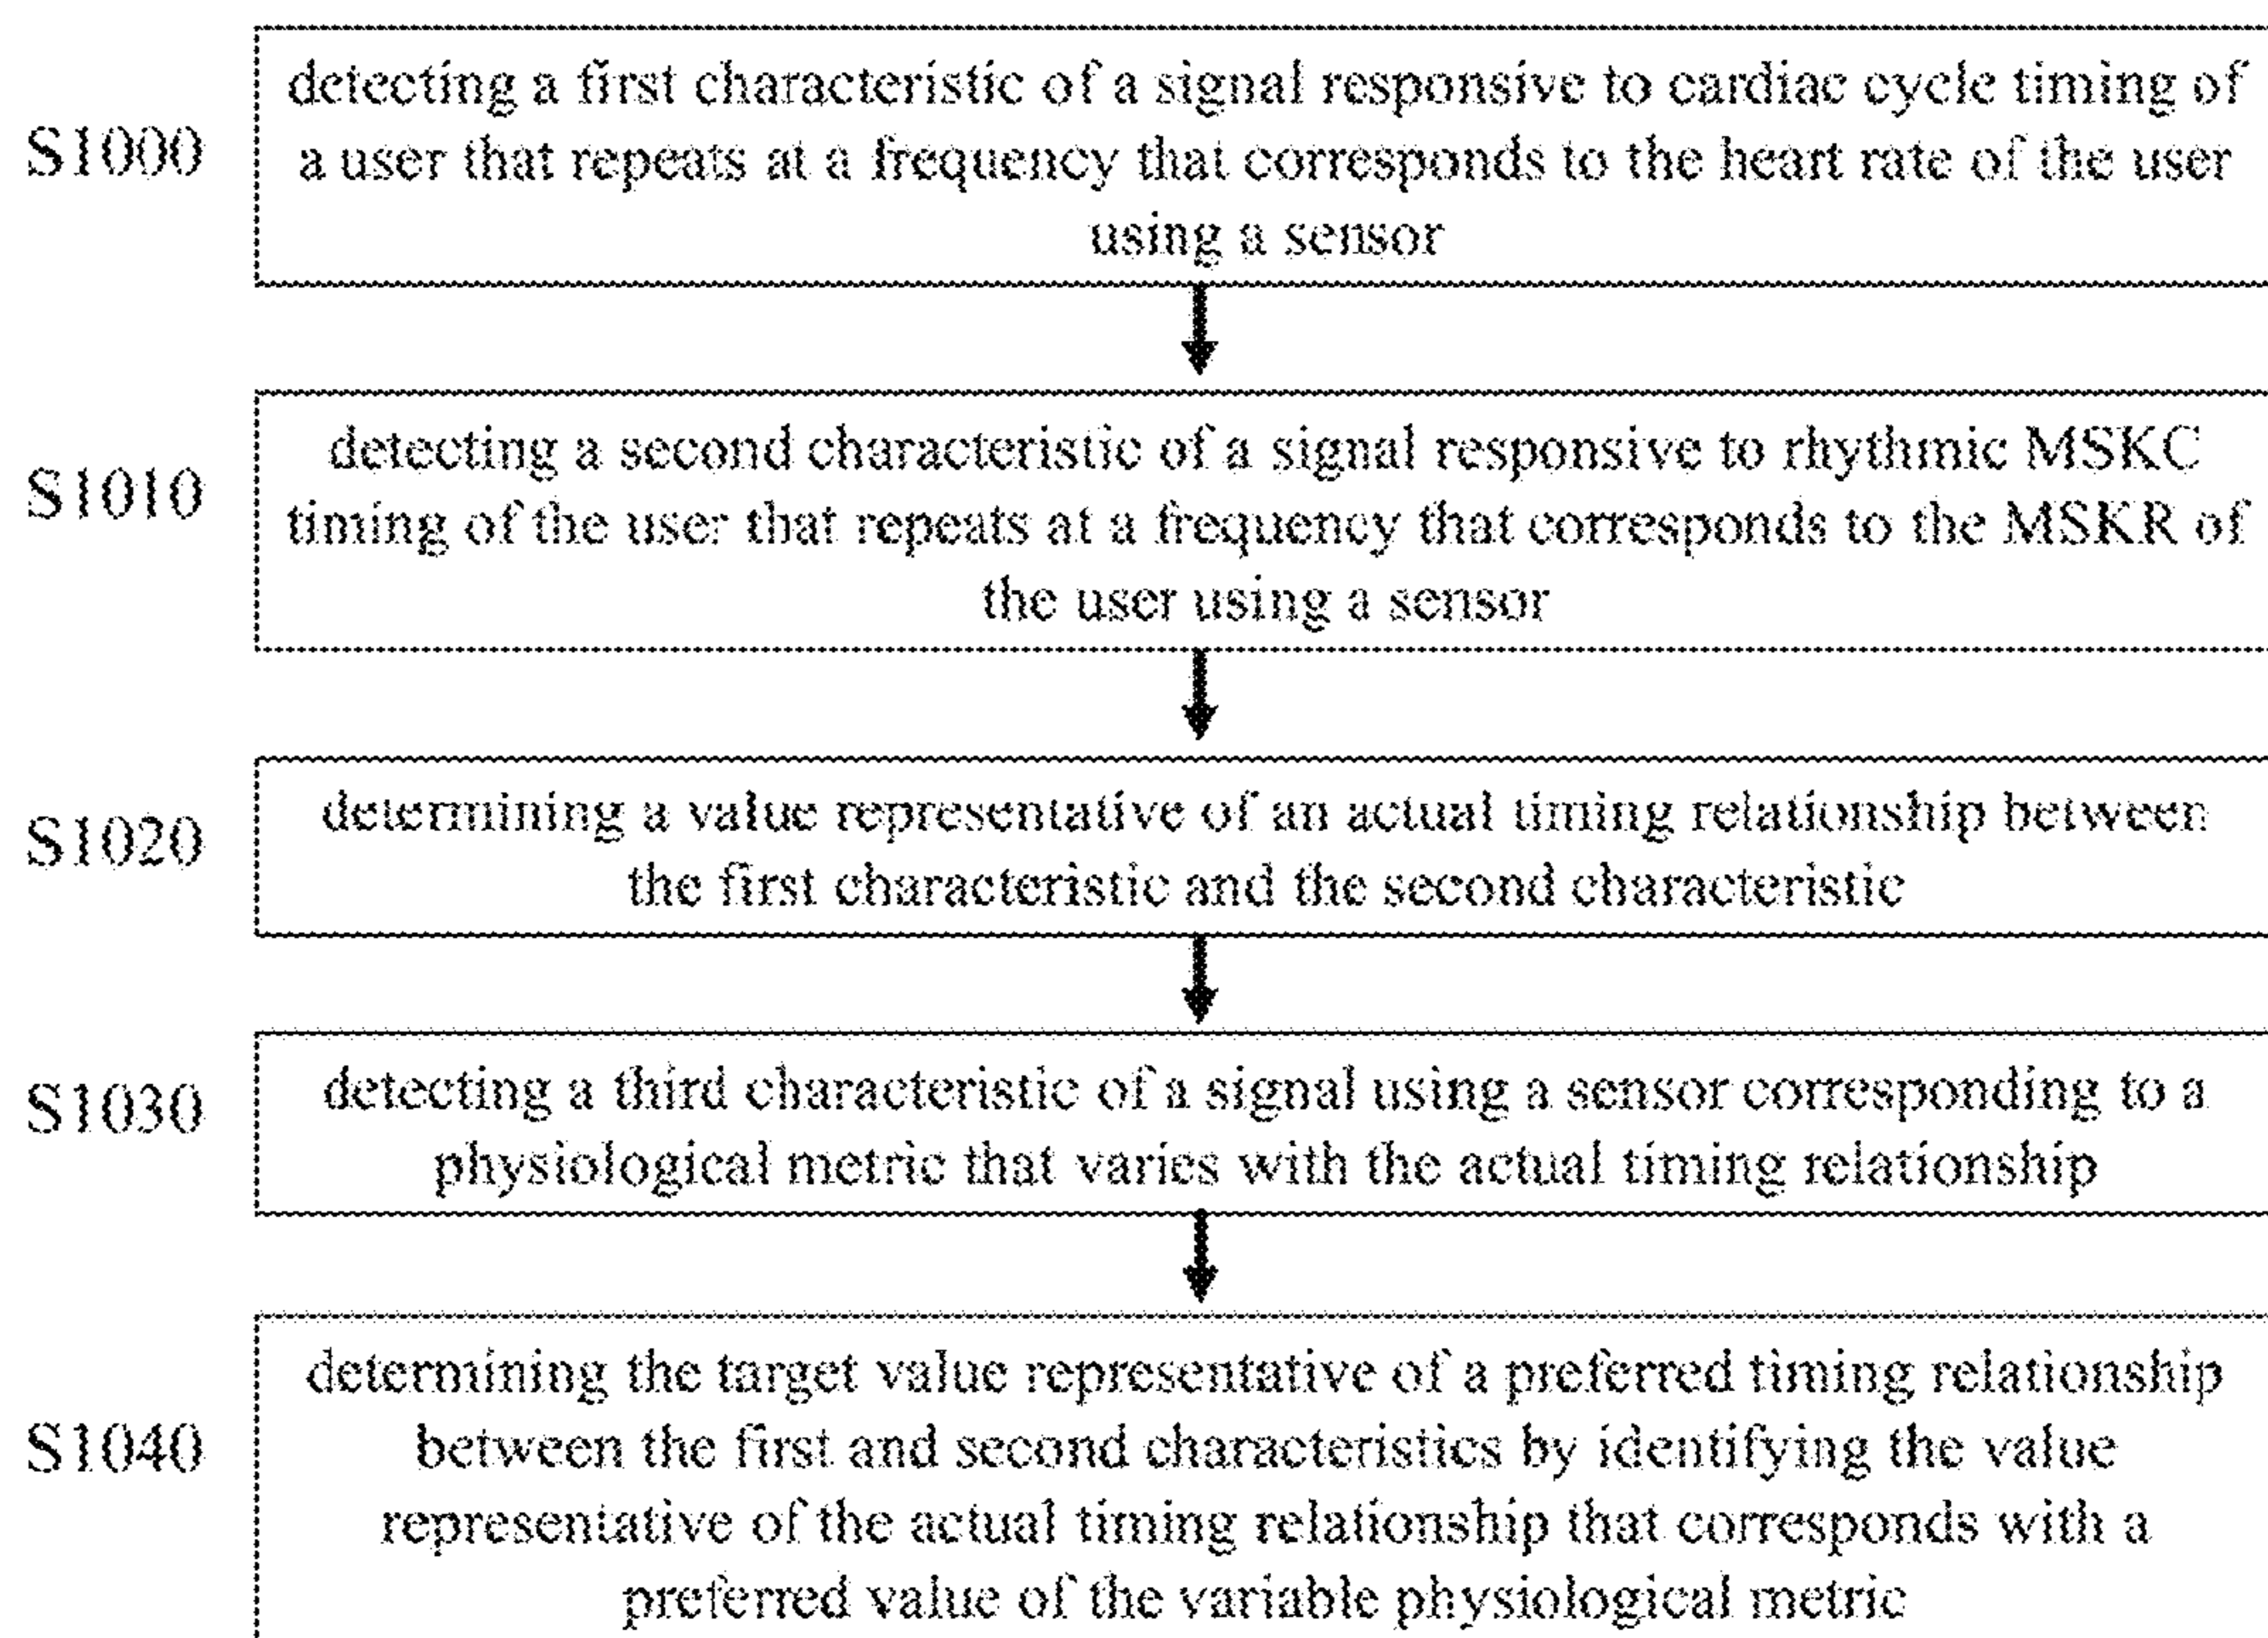 detecting a first characteristic of a signal responsive to cardiac cycle timing of
S1000
a user that repeats at a frequency that corresponds to the heart rate of the user
using a sensor
detecting a second characteristic of a signal responsive to rhythmic MSKC
S1010
timing of the user that repeats at a frequency that corresponds to the MSKR of
the user using a sensor
determining a value representative of an actual timing relationship between
S1020
the first characteristic and the second characteristic
detecting a third characteristic of a signal using a sensor corresponding to a
S1030
physiological metric that varies with the actual timing relationship
determining the target value representative of a preferred timing relationship
S1040
between the first and second characteristics by identifying the value
representative of the actual timing relationship that corresponds with a
preferred value of the variable physiological metric